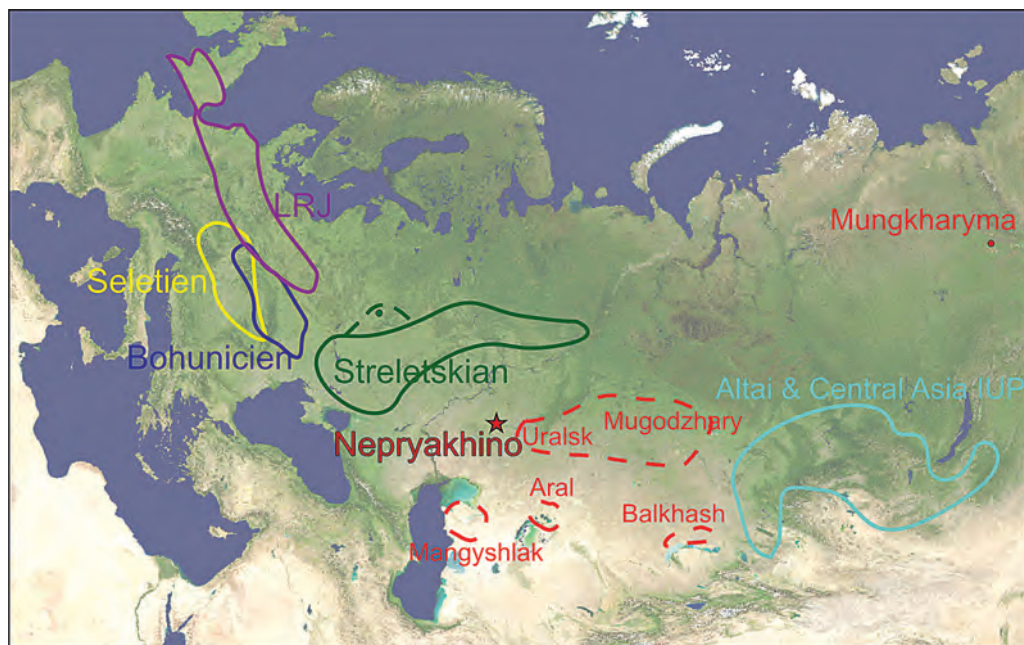 LRJ
Mungkharyma
Seletien
Bohunicien
Streletskian
Altai & Central Asia IUP
Mugodzhary
Uralsk
Nepryakhino
Aral
Balkhash
Mangyshlak